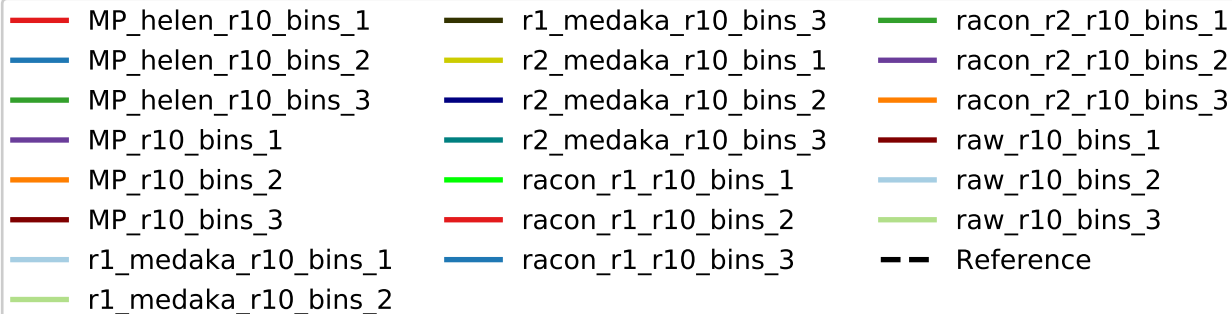 MP_helen_r10_bins_1
MP_helen_r10_bins_2
MP_helen_r10_bins_3
MP_r10_bins_1
MP_r10_bins_2
MP_r10_bins_3
r1_medaka_r10_bins_1
r1_medaka_r10_bins_2
r1_medaka_r10_bins_3
r2_medaka_r10_bins_1
r2_medaka_r10_bins_2
r2_medaka_r10_bins_3
racon_r1_r10_bins_1
racon_r1_r10_bins_2
racon_r1_r10_bins_3
racon_r2_r10_bins_1
racon_r2_r10_bins_2
racon_r2_r10_bins_3
raw_r10_bins_1
raw_r10_bins_2
raw_r10_bins_3
Reference